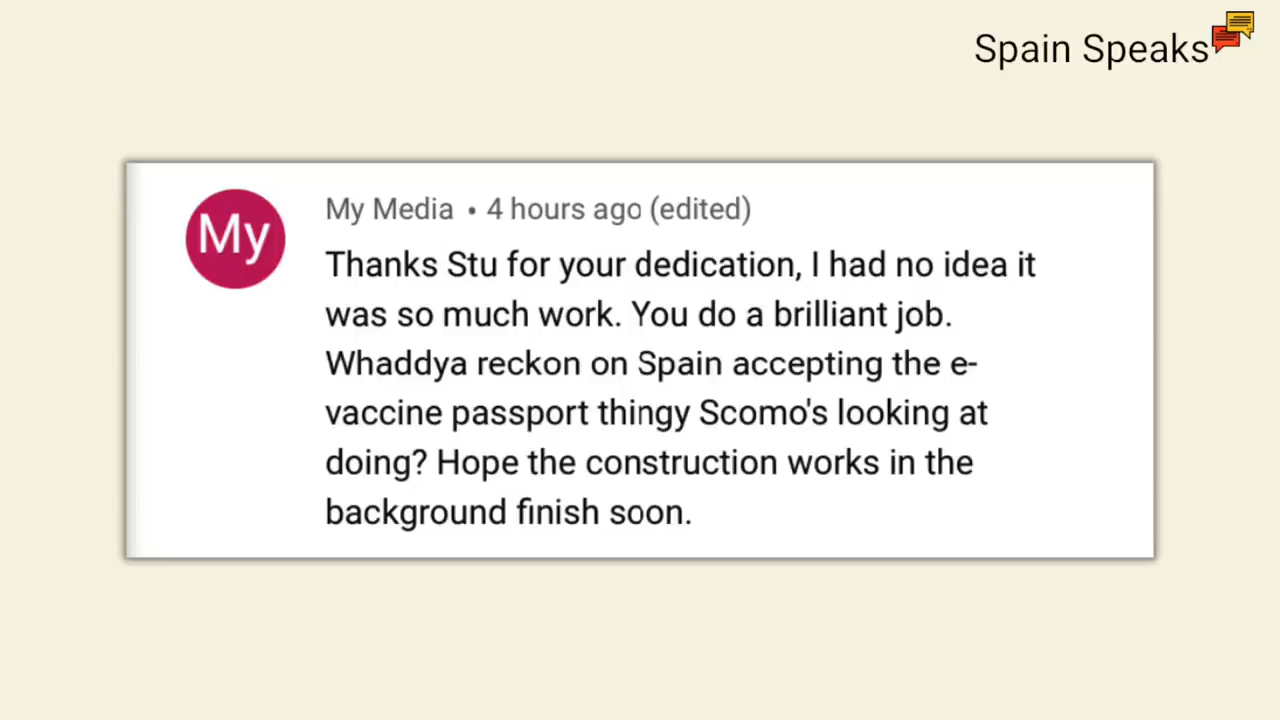 Spain Speaks
My
My Media • 4 hours ago (edited)
Thanks Stu for your dedication, I had no idea it
was so much work. You do a brilliant job.
Whaddya reckon on Spain accepting the e-
vaccine passport thingy Scomo's looking at
doing? Hope the construction works in the
background finish soon.